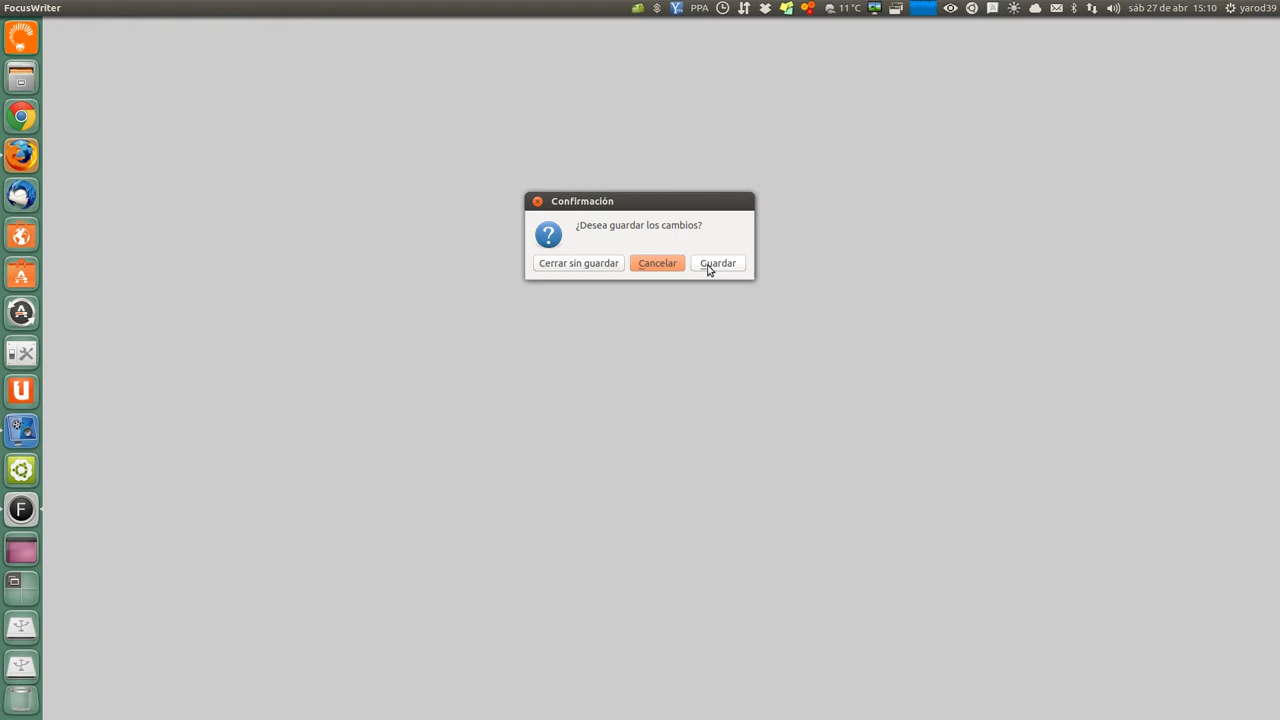 FocusWriter
PPA
11°C
sáb 27 de abr
15:10
yarod39
Confirmación
¿Desea guardar los cambios?
Cerrar sin guardar
Cancelar
Guardar